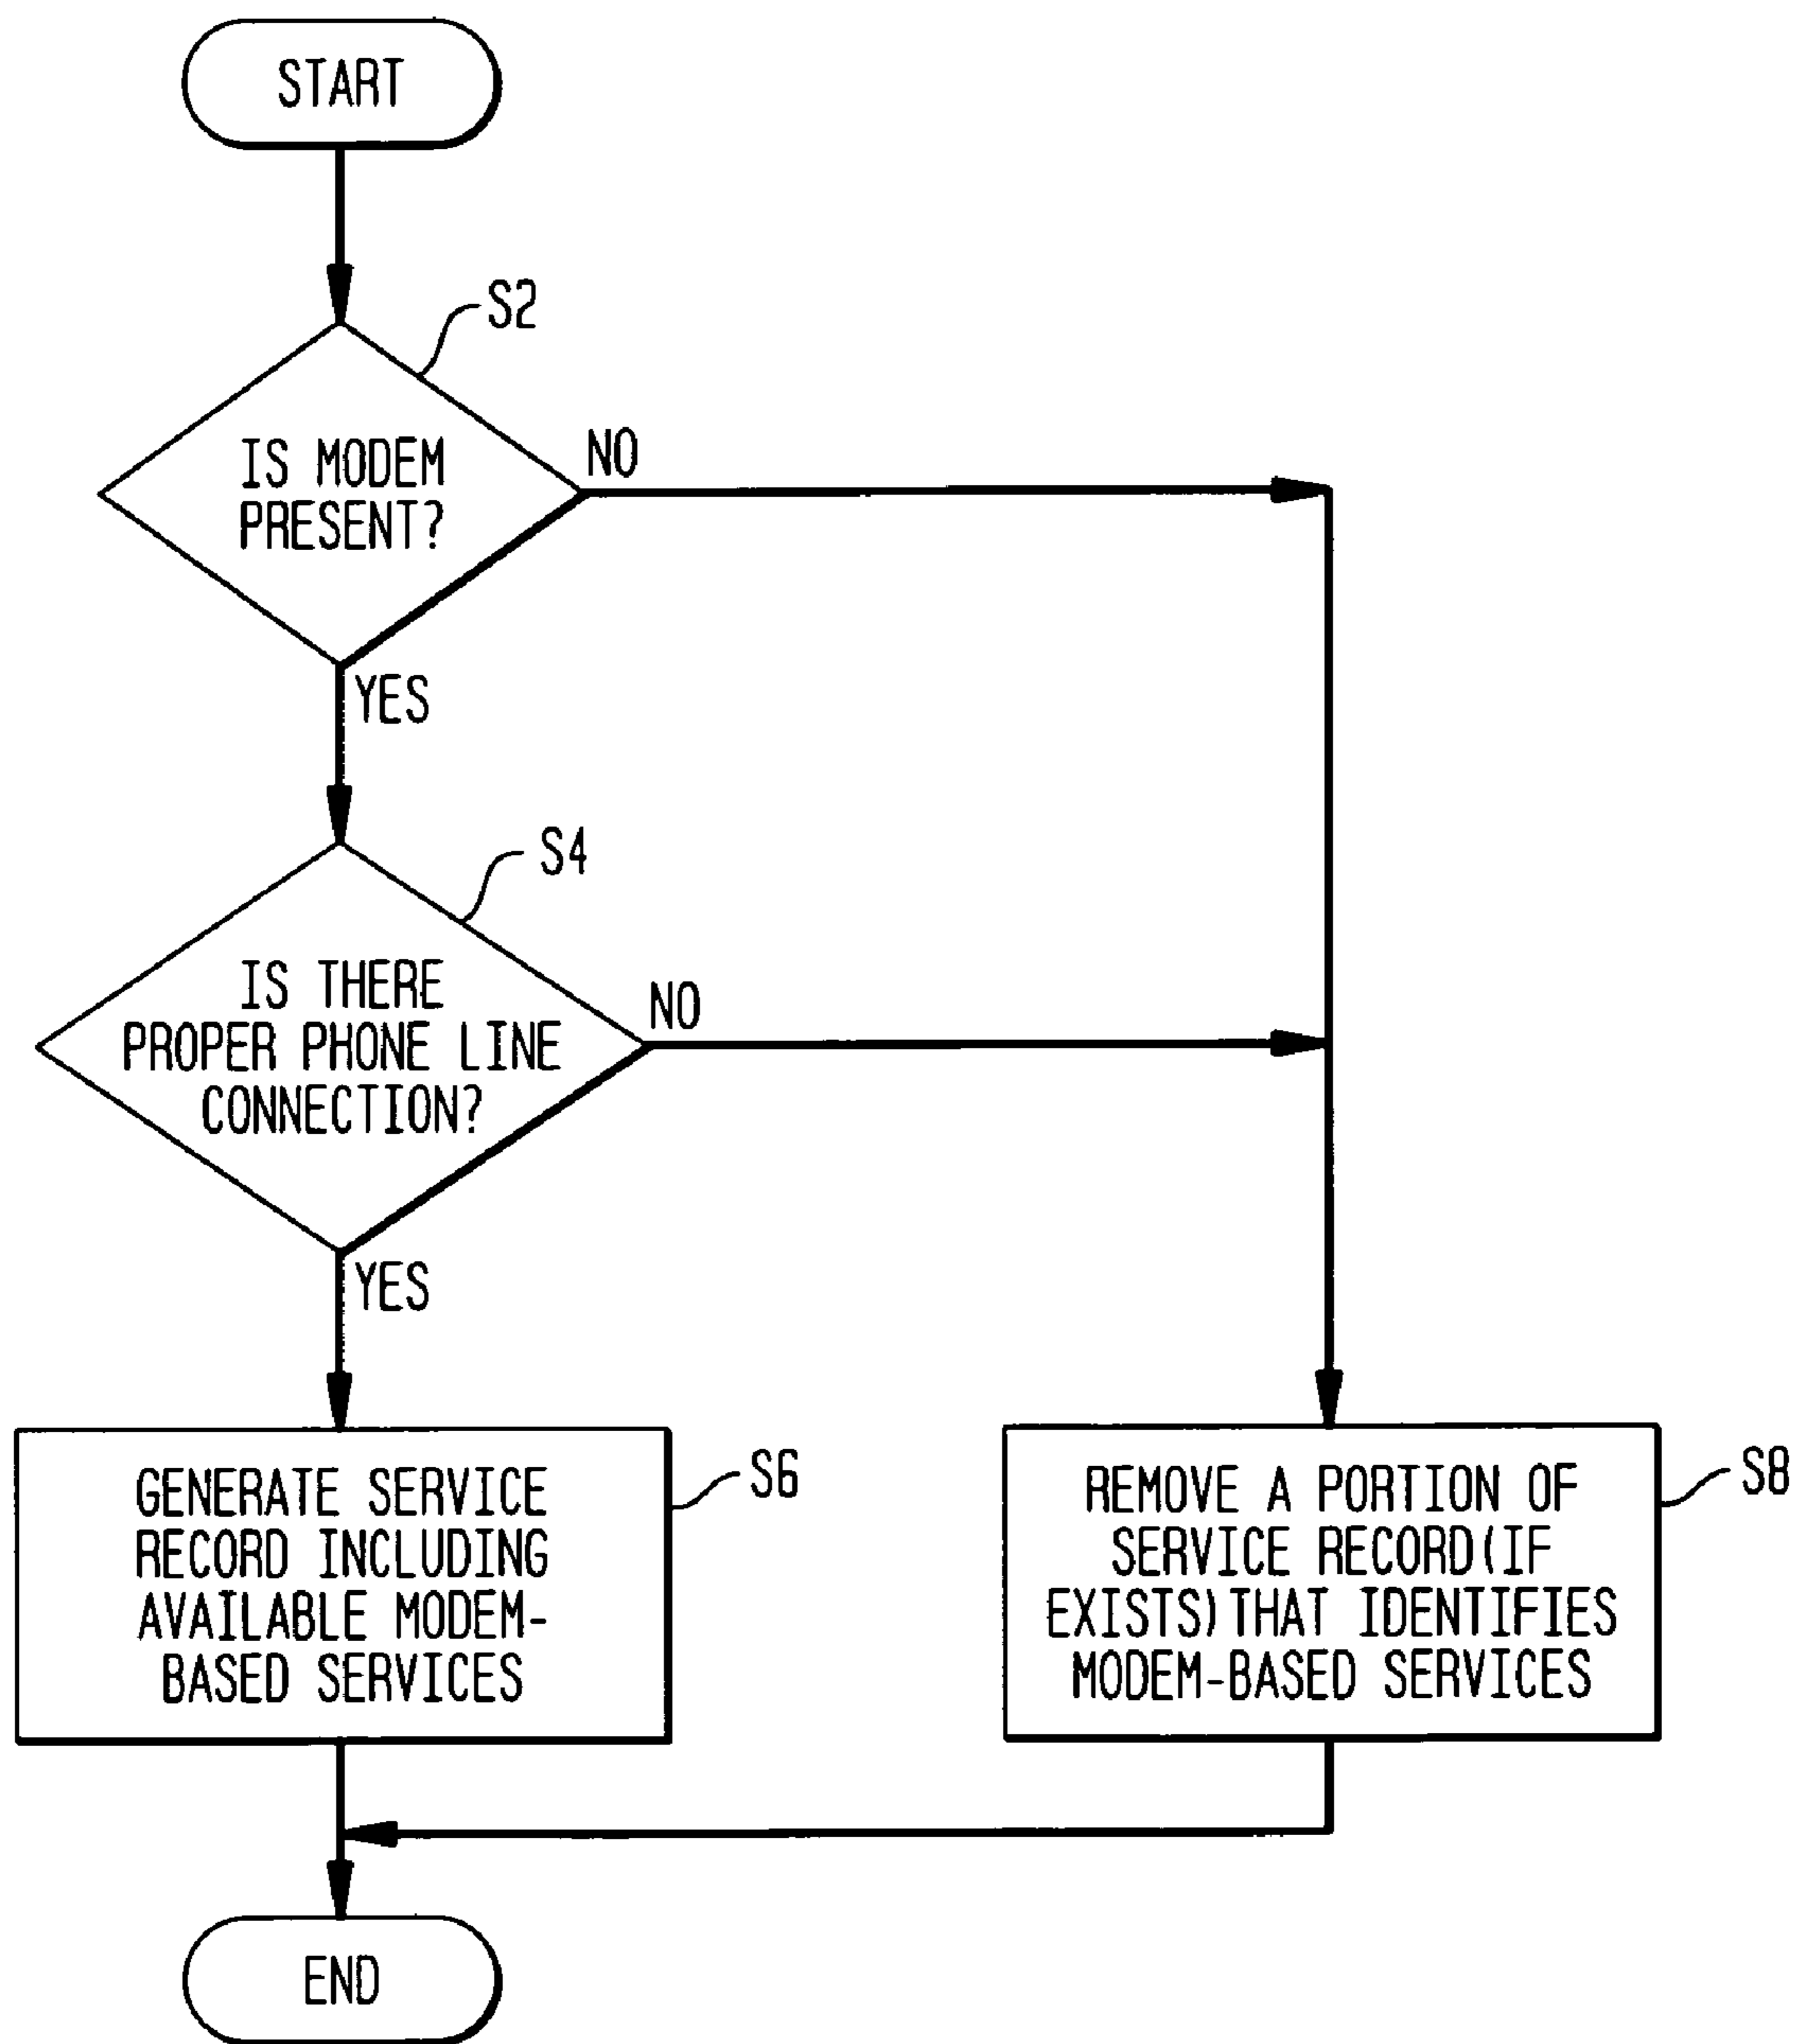 START
S2
IS MODEM
PRESENT?
NO
YES
S4
IS THERE
PROPER PHONE LINE
CONNECTION?
NO
YES
GENERATE SERVICE
RECORD INCLUDING
AVAILABLE MODEM-
BASED SERVICES
S6
REMOVE A PORTION OF
SERVICE RECORD(IF
EXISTS)THAT IDENTIFIES
MODEM-BASED SERVICES
S8
END